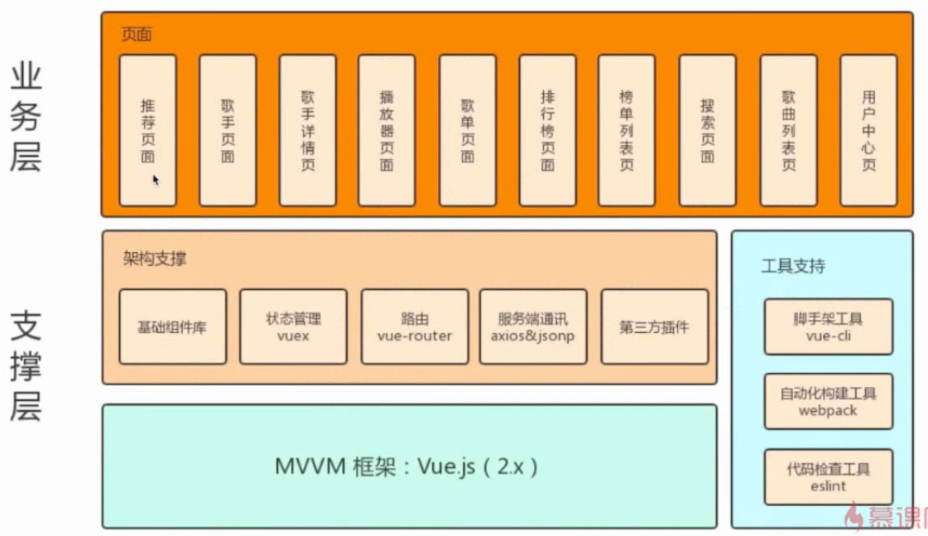 业务层
页面
推荐页面
歌手页面
歌手详情页
播放器页面
歌单页面
排行榜页面
榜单列表页
搜索页面
歌曲列表页
用户中心页
支撑层
架构支撑
基础组件库
状态管理
vuex
路由
vue-router
服务端通讯
axios&jsonp
第三方插件
MVVM 框架：Vue.js（2.x）
工具支持
脚手架工具
vue-cli
自动化构建工具
webpack
代码检查工具
eslint
慕课